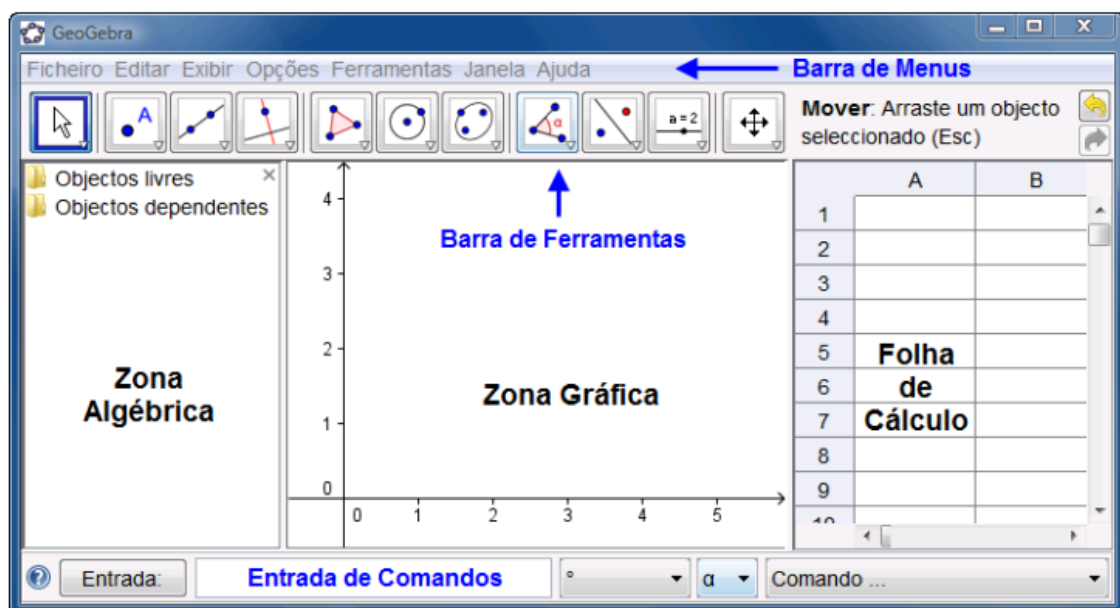 GeoGebra
Ficheiro Editar Exibir Opções Ferramentas Janela Ajuda
Barra de Menus
A
α
a = 2
Mover: Arraste um objecto
seleccionado (Esc)
Objectos livres
Objectos dependentes
Zona
Algébrica
Barra de Ferramentas
4
3
2
1
0
Zona Gráfica
0 1 2 3 4 5
A B
1
2
3
4
5
6
7
8
9
10
Folha
de
Cálculo
Entrada:
Entrada de Comandos
°
α
Comando ...